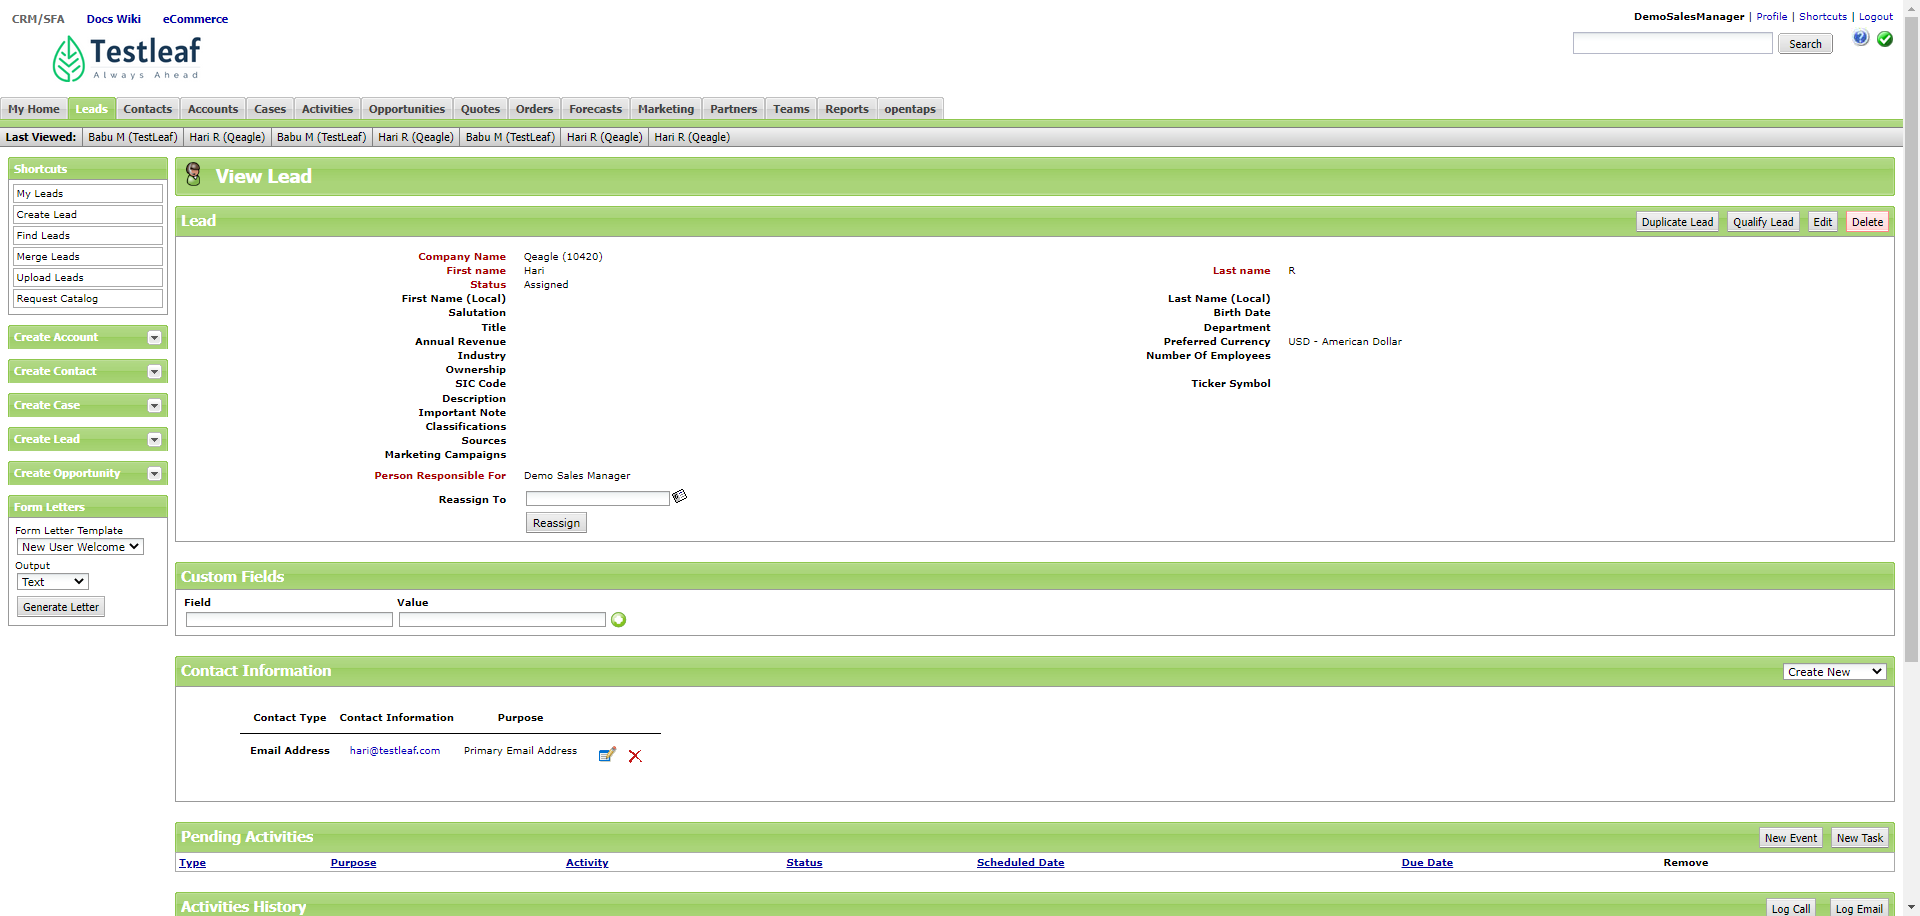 CRM/SFA Docs Wiki eCommerce
DemoSalesManager | Profile | Shortcuts | Logout
Testleaf
Always Ahead
Search
My Home Leads Contacts Accounts Cases Activities Opportunities Quotes Orders Forecasts Marketing Partners Teams Reports opentaps
Last Viewed: Babu M (TestLeaf) Hari R (Qeagle) Babu M (TestLeaf) Hari R (Qeagle) Babu M (TestLeaf) Hari R (Qeagle) Hari R (Qeagle)
Shortcuts
My Leads
Create Lead
Find Leads
Merge Leads
Upload Leads
Request Catalog
Create Account
Create Contact
Create Case
Create Lead
Create Opportunity
Form Letters
Form Letter Template
New User Welcome
Output
Text
Generate Letter
View Lead
Lead Duplicate Lead Qualify Lead Edit Delete
Company Name Qeagle (10420)
First name Hari Last name R
Status Assigned
First Name (Local) Last Name (Local)
Salutation Birth Date
Title Department
Annual Revenue Preferred Currency USD - American Dollar
Industry Number Of Employees
Ownership
SIC Code Ticker Symbol
Description
Important Note
Classifications
Sources
Marketing Campaigns
Person Responsible For Demo Sales Manager
Reassign To
Reassign
Custom Fields
Field Value
Contact Information Create New
Contact Type Contact Information Purpose
Email Address hari@testleaf.com Primary Email Address
Pending Activities New Event New Task
Type Purpose Activity Status Scheduled Date Due Date Remove
Activities History Log Call Log Email